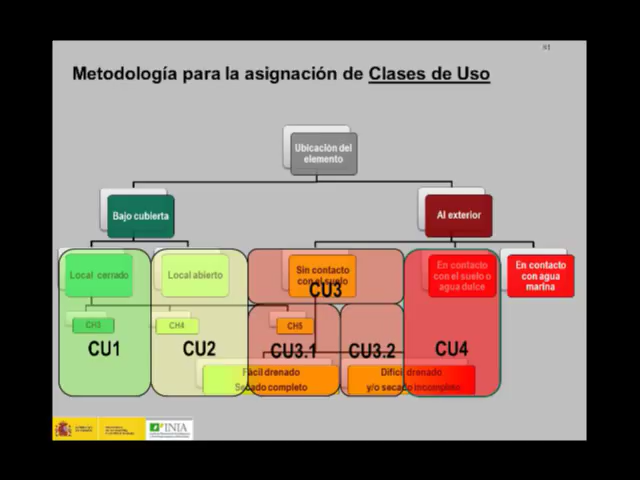 Metodología para la asignación de Clases de Uso
Ubicación del
elemento
Bajo cubierta
Al exterior
Local cerrado
Local abierto
Sin contacto
con el suelo
En contacto
con el suelo o
agua dulce
En contacto
con agua
marina
CU3
CH3
CH4
CH5
CU1
CU2
CU3.1
CU3.2
CU4
Fácil drenado
Secado completo
Difícil drenado
y/o secado incompleto
INIA